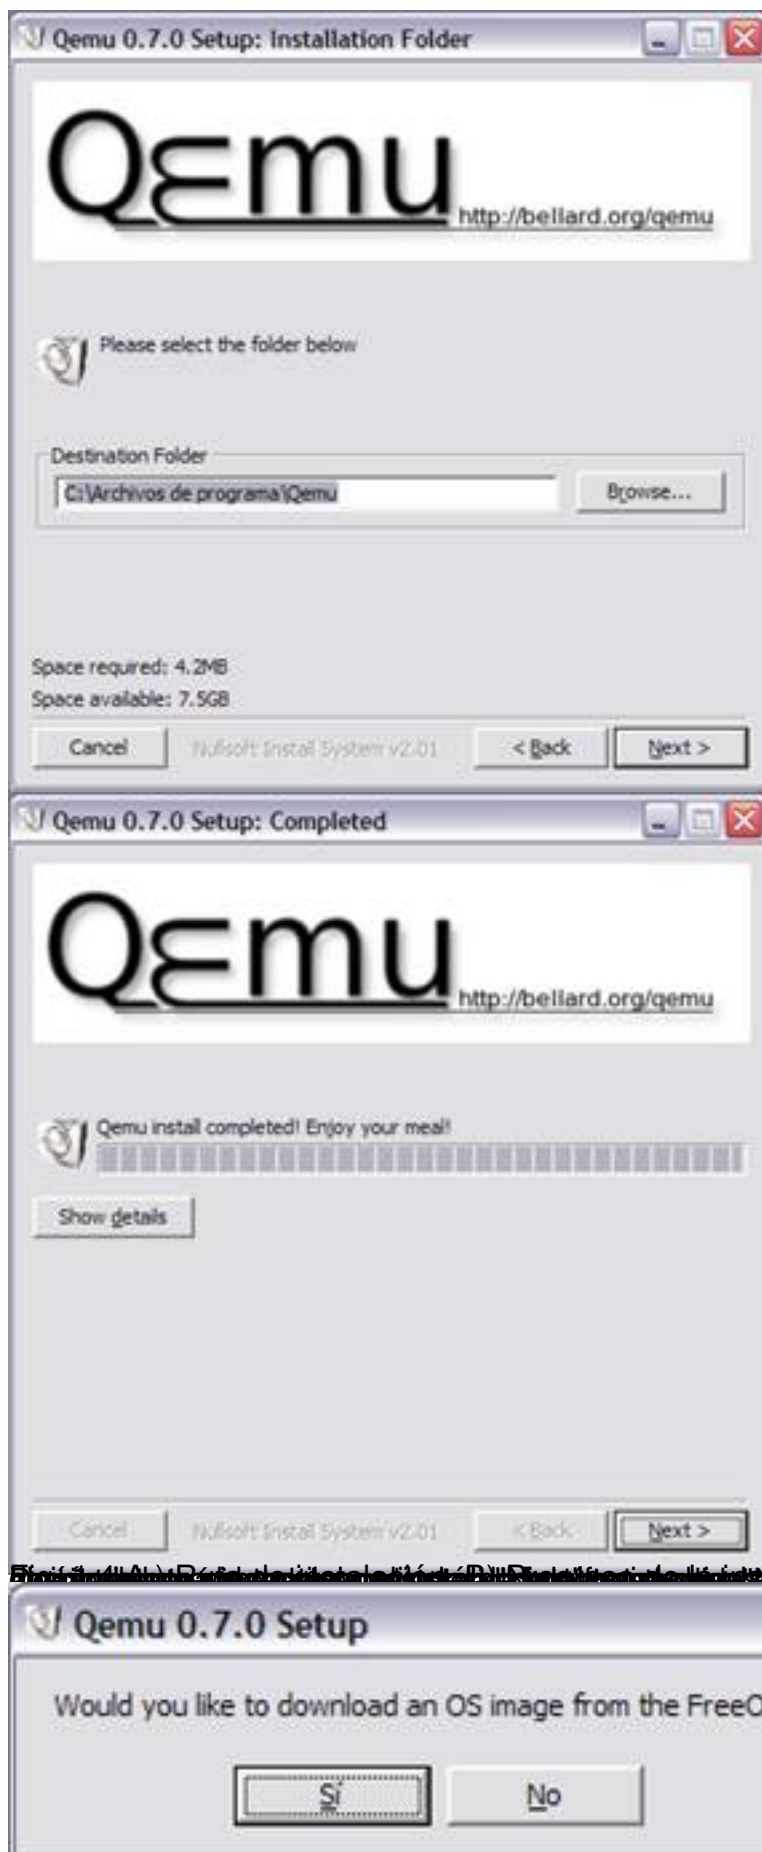 Qemu 0.7.0 Setup: Installation Folder
Qemu
http://bellard.org/qemu
Please select the folder below
Destination Folder
C:\Archivos de programa\Qemu
Browse...
Space required: 4.2MB
Space available: 7.5GB
Cancel
Nullsoft Install System v2.01
< Back
Next >
Qemu 0.7.0 Setup: Completed
Qemu
http://bellard.org/qemu
Qemu install completed! Enjoy your meal!
Show details
Cancel
Nullsoft Install System v2.01
< Back
Next >
Qemu 0.7.0 Setup
Would you like to download an OS image from the FreeO
Sí
No